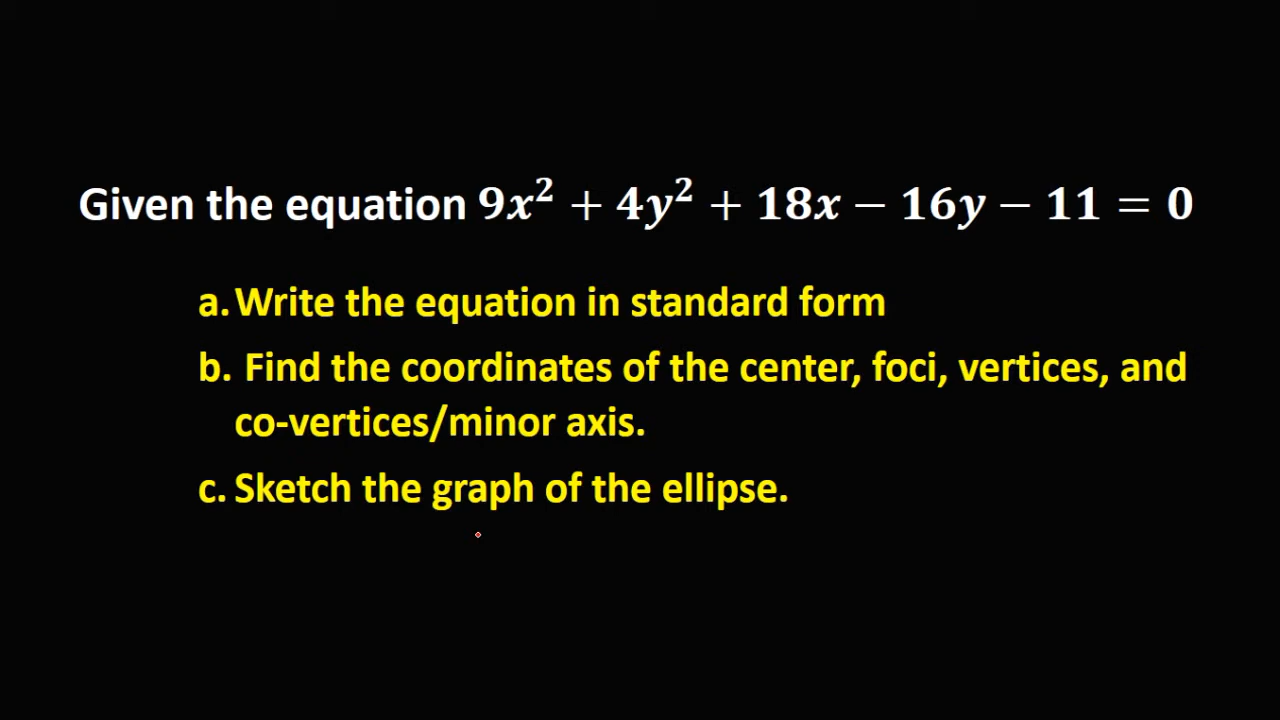 Given the equation 9x² + 4y² + 18x − 16y − 11 = 0
a. Write the equation in standard form
b. Find the coordinates of the center, foci, vertices, and
co-vertices/minor axis.
c. Sketch the graph of the ellipse.